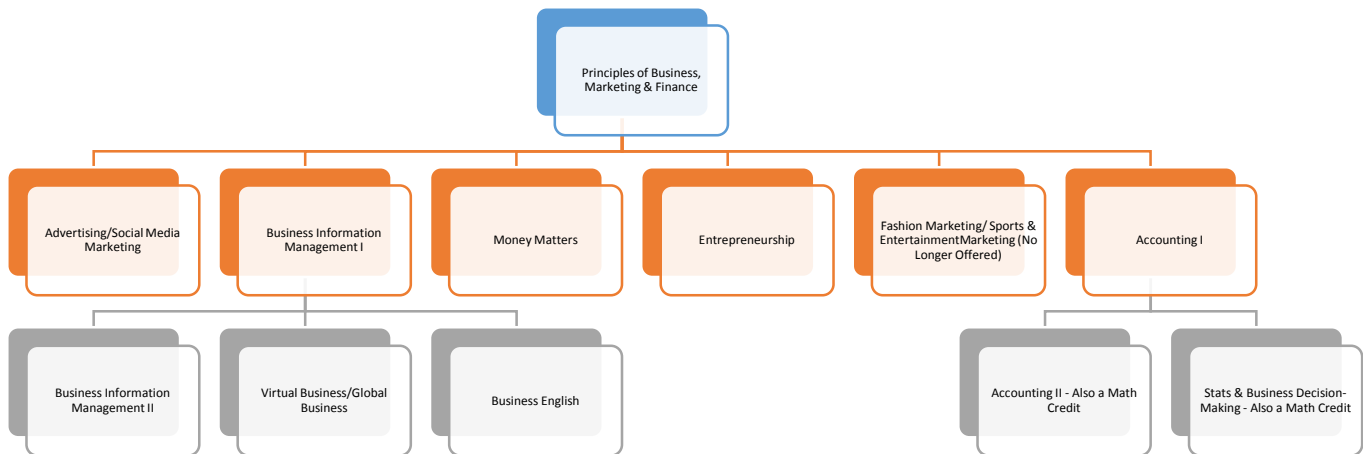 Principles of Business,
Marketing & Finance
Advertising/Social Media
Marketing
Business Information
Management I
Money Matters
Entrepreneurship
Fashion Marketing/ Sports &
EntertainmentMarketing (No
Longer Offered)
Accounting I
Business Information
Management II
Virtual Business/Global
Business
Business English
Accounting II - Also a Math
Credit
Stats & Business Decision-
Making - Also a Math Credit